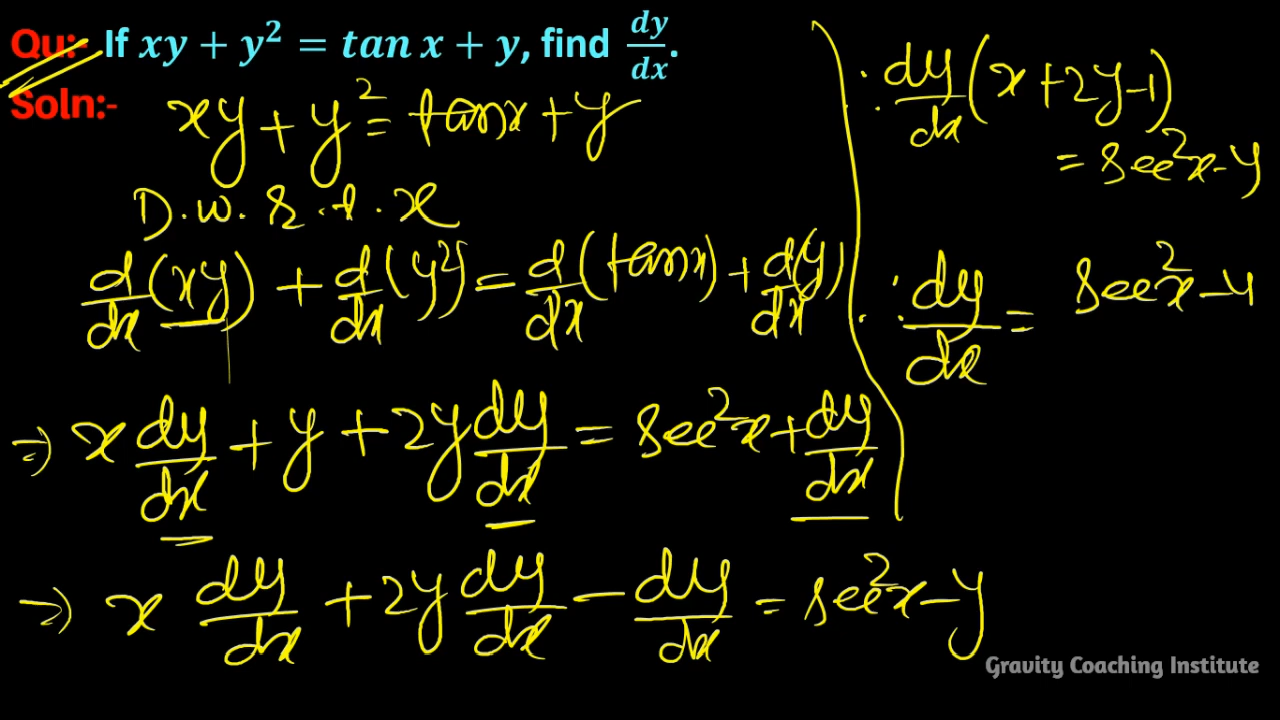 Qu:- If xy + y² = tan x + y, find dy/dx.
Soln:- xy + y² = tanx + y
D.w.r.t.x
d/dx (xy) + d/dx (y²) = d/dx (tanx) + d/dx (y)
⇒ x dy/dx + y + 2y dy/dx = sec²x + dy/dx
⇒ x dy/dx + 2y dy/dx − dy/dx = sec²x − y
∴ dy/dx (x + 2y − 1)
= sec²x − y
∴ dy/dx = sec²x − y
Gravity Coaching Institute